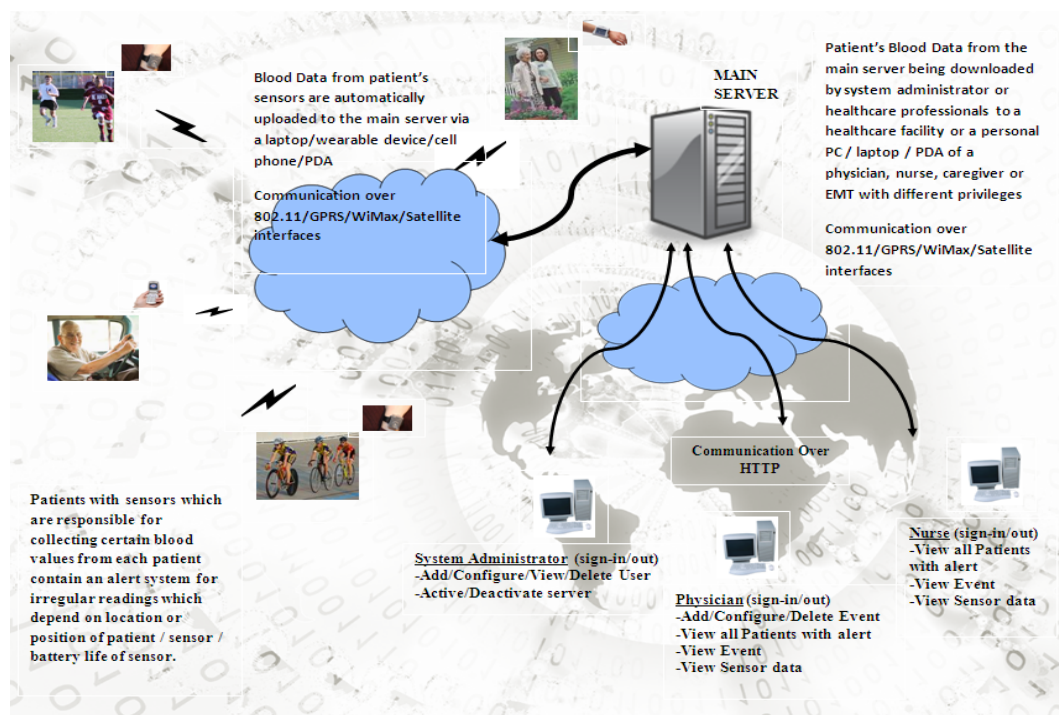 Blood Data from patient's
sensors are automatically
uploaded to the main server via
a laptop/wearable device/cell
phone/PDA
Communication over
802.11/GPRS/WiMax/Satellite
interfaces
MAIN
SERVER
Patient's Blood Data from the
main server being downloaded
by system administrator or
healthcare professionals to a
healthcare facility or a personal
PC / laptop / PDA of a
physician, nurse, caregiver or
EMT with different privileges
Communication over
802.11/GPRS/WiMax/Satellite
interfaces
Communication Over
HTTP
Patients with sensors which
are responsible for
collecting certain blood
values from each patient
contain an alert system for
irregular readings which
depend on location or
position of patient / sensor /
battery life of sensor.
System Administrator (sign-in/out)
-Add/Configure/View/Delete User
-Active/Deactivate server
Physician (sign-in/out)
-Add/Configure/Delete Event
-View all Patients with alert
-View Event
-View Sensor data
Nurse (sign-in/out)
-View all Patients
with alert
-View Event
-View Sensor data